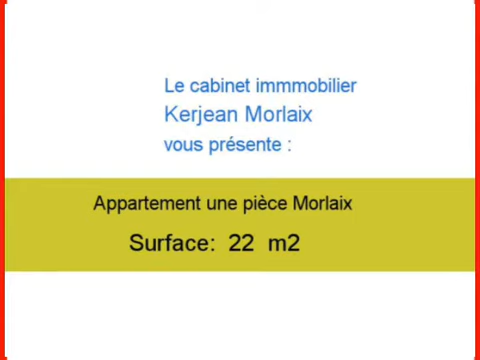 Le cabinet immmobilier
Kerjean Morlaix
vous présente :
Appartement une pièce Morlaix
Surface: 22 m2